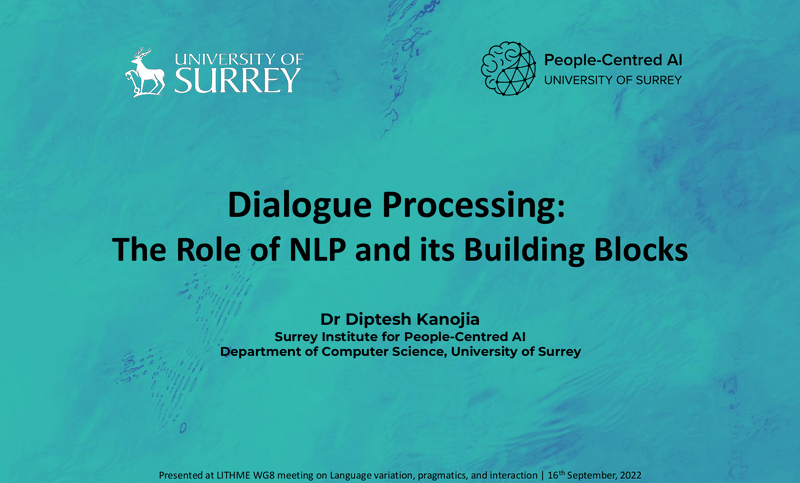 UNIVERSITY OF
SURREY
People-Centred AI
UNIVERSITY OF SURREY
Dialogue Processing:
The Role of NLP and its Building Blocks
Dr Diptesh Kanojia
Surrey Institute for People-Centred AI
Department of Computer Science, University of Surrey
Presented at LITHME WG8 meeting on Language variation, pragmatics, and interaction | 16th September, 2022